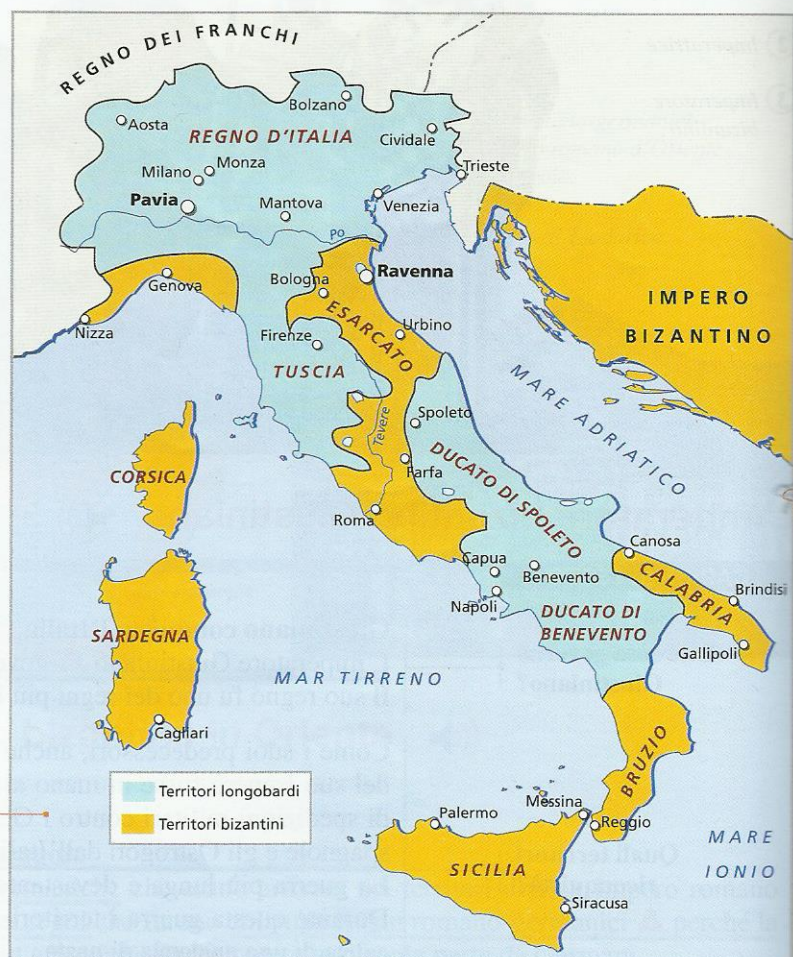 ② Imperatrice
REGNO DEI FRANCHI
Bolzano
Aosta
REGNO D'ITALIA
Cividale
Milano
Monza
Trieste
Pavia
Mantova
Venezia
Po
Ravenna
Genova
Bologna
ESARCATO
IMPERO
BIZANTINO
Nizza
Urbino
Firenze
TUSCIA
MARE ADRIATICO
Tevere
Spoleto
CORSICA
DUCATO DI SPOLETO
Farfa
Roma
Canosa
Capua
Benevento
CALABRIA
Brindisi
Napoli
SARDEGNA
DUCATO DI
BENEVENTO
Gallipoli
MAR TIRRENO
Cagliari
BRUZIO
Territori longobardi
Territori bizantini
Palermo
Messina
Reggio
MARE
IONIO
SICILIA
Siracusa